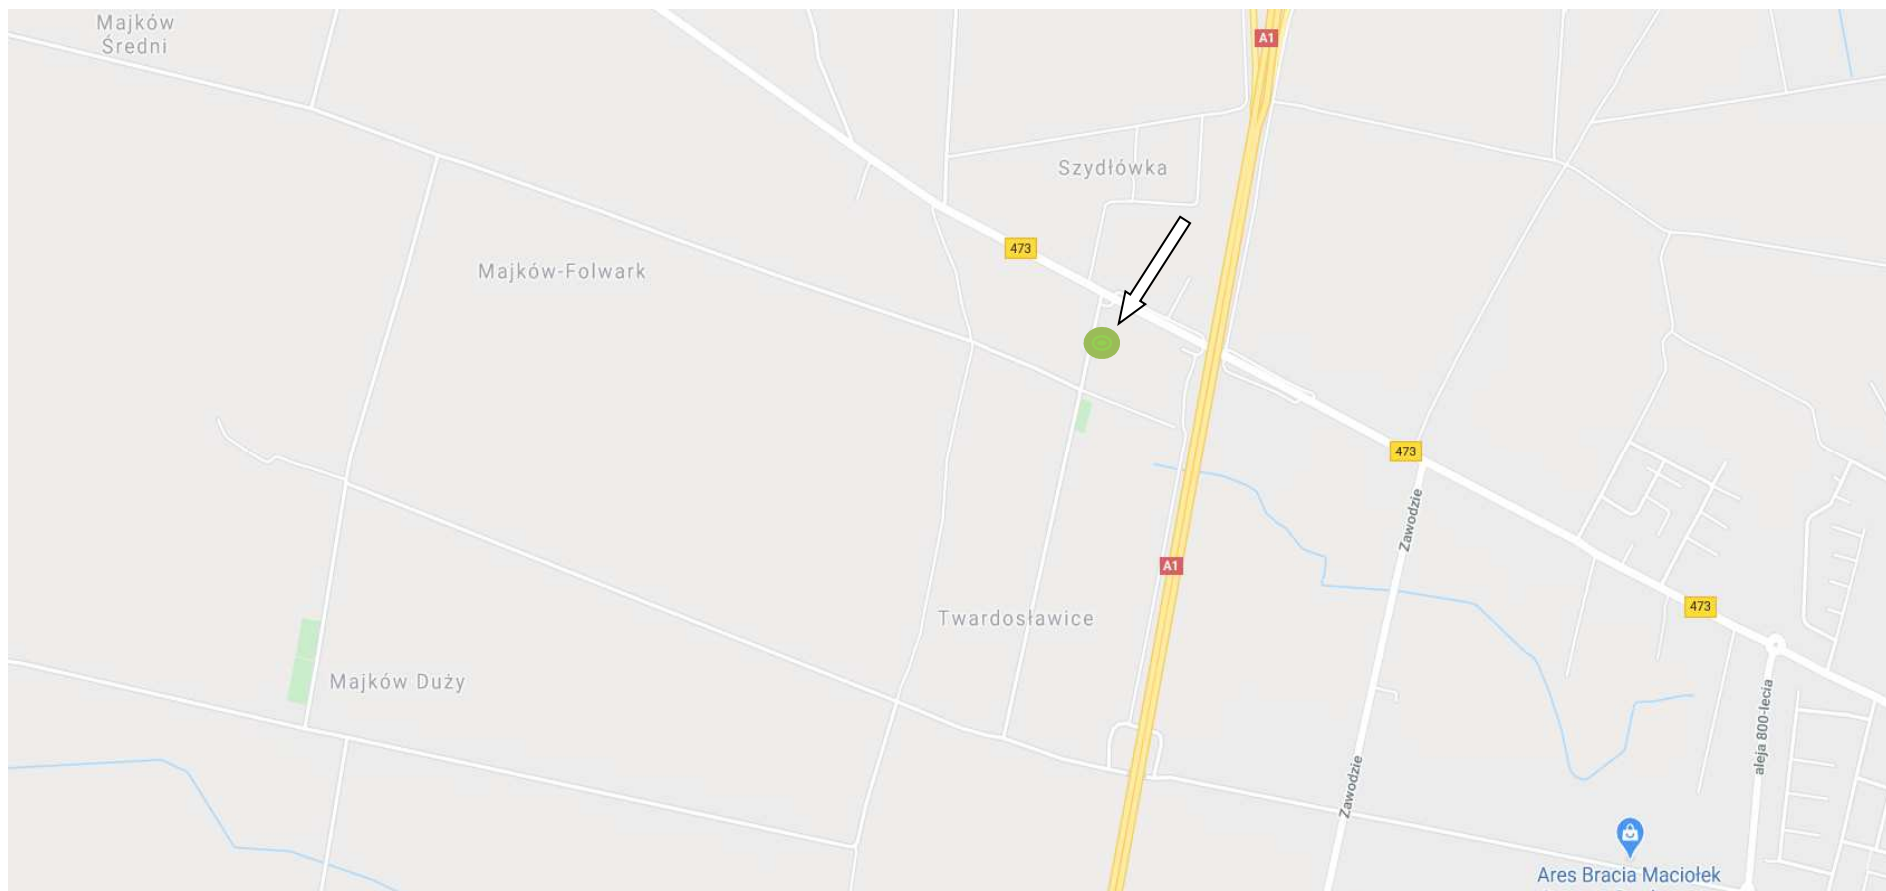 Majków
Średni
A1
Szydłówka
473
Majków-Folwark
473
Zawodzie
A1
473
Twardosławice
Majków Duży
aleja 800-lecia
Zawodzie
Ares Bracia Maciołek